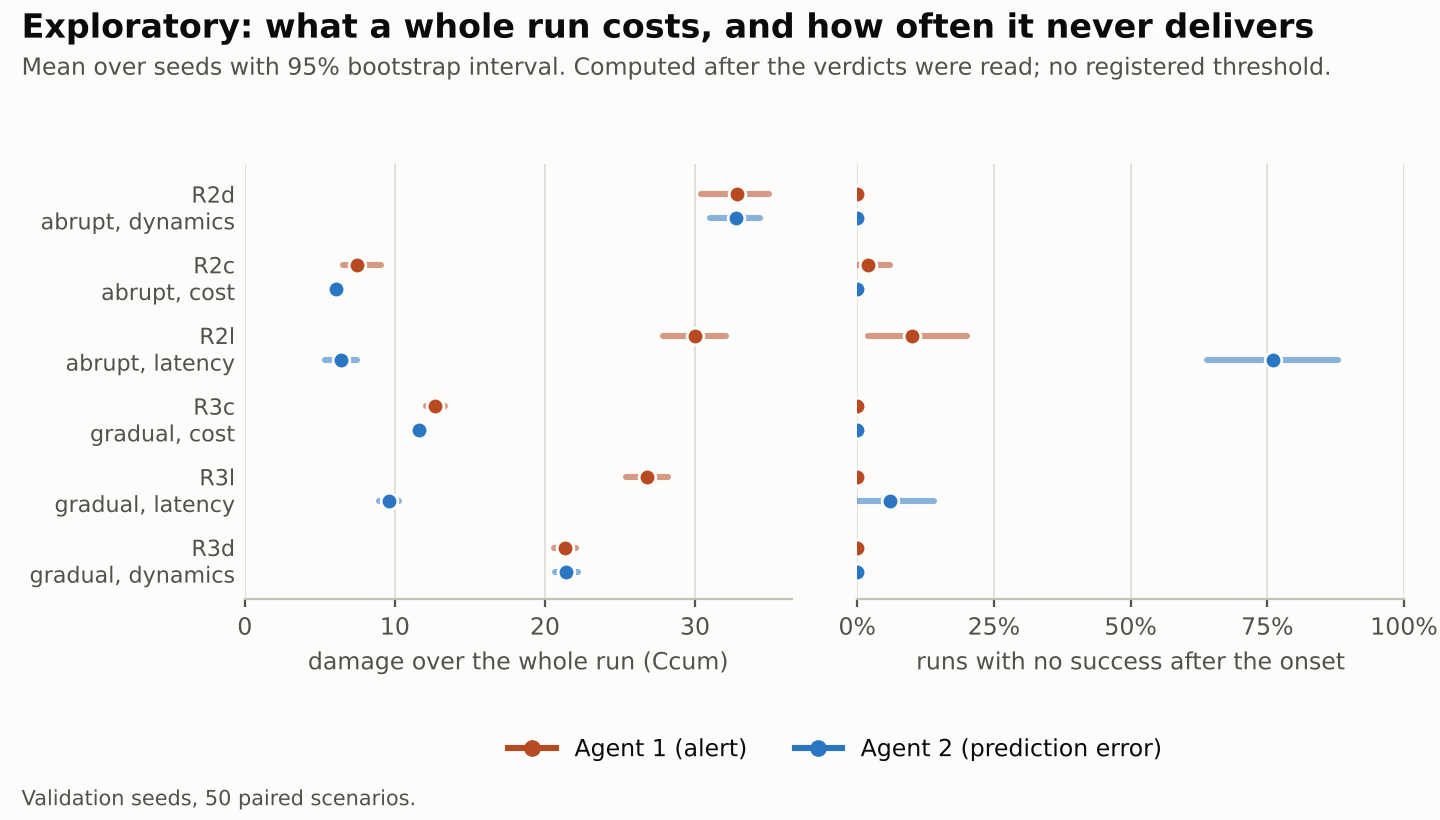 Exploratory: what a whole run costs, and how often it never delivers
Mean over seeds with 95% bootstrap interval. Computed after the verdicts were read; no registered threshold.
R2d
abrupt, dynamics
R2c
abrupt, cost
R2l
abrupt, latency
R3c
gradual, cost
R3l
gradual, latency
R3d
gradual, dynamics
0 10 20 30
damage over the whole run (Ccum)
0% 25% 50% 75% 100%
runs with no success after the onset
Agent 1 (alert) Agent 2 (prediction error)
Validation seeds, 50 paired scenarios.